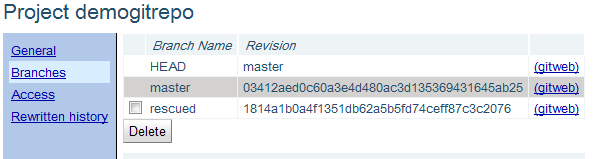 Project demogitrepo
General
Branches
Access
Rewritten history
Branch Name Revision
HEAD master (gitweb)
master 03412aed0c60a3e4d480ac3d135369431645ab25 (gitweb)
rescued 1814a1b0a4f1351db62a5b5fd74ceff87c3c2076 (gitweb)
Delete